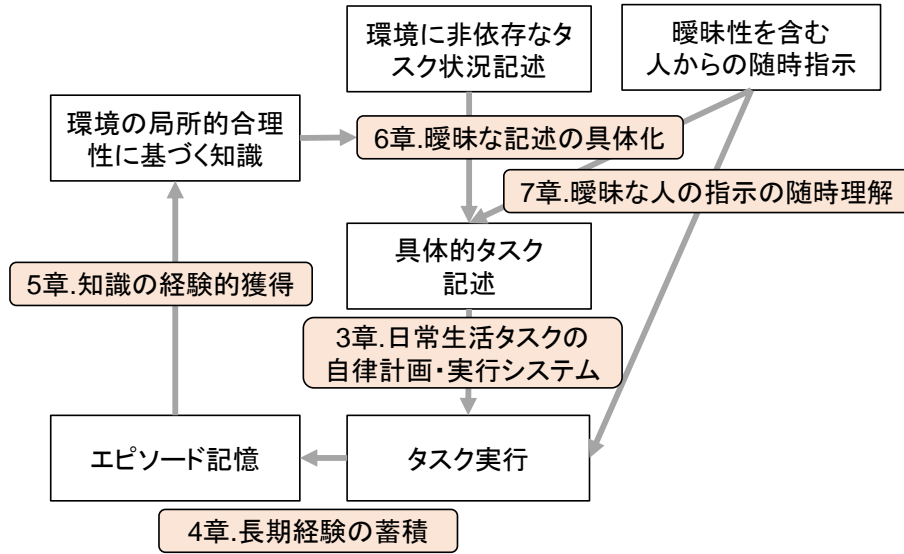 環境に非依存なタ
スク状況記述
曖昧性を含む
人からの随時指示
環境の局所的合理
性に基づく知識
6章.曖昧な記述の具体化
7章.曖昧な人の指示の随時理解
具体的タスク
記述
5章.知識の経験的獲得
3章.日常生活タスクの
自律計画・実行システム
エピソード記憶
タスク実行
4章.長期経験の蓄積